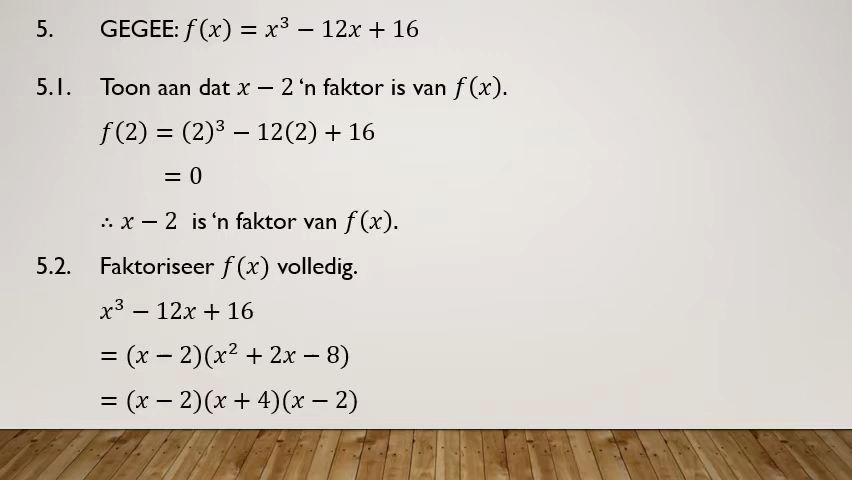 5. GEGEE: f(x) = x³ − 12x + 16
5.1. Toon aan dat x − 2 ‘n faktor is van f(x).
f(2) = (2)³ − 12(2) + 16
= 0
∴ x − 2 is ‘n faktor van f(x).
5.2. Faktoriseer f(x) volledig.
x³ − 12x + 16
= (x − 2)(x² + 2x − 8)
= (x − 2)(x + 4)(x − 2)